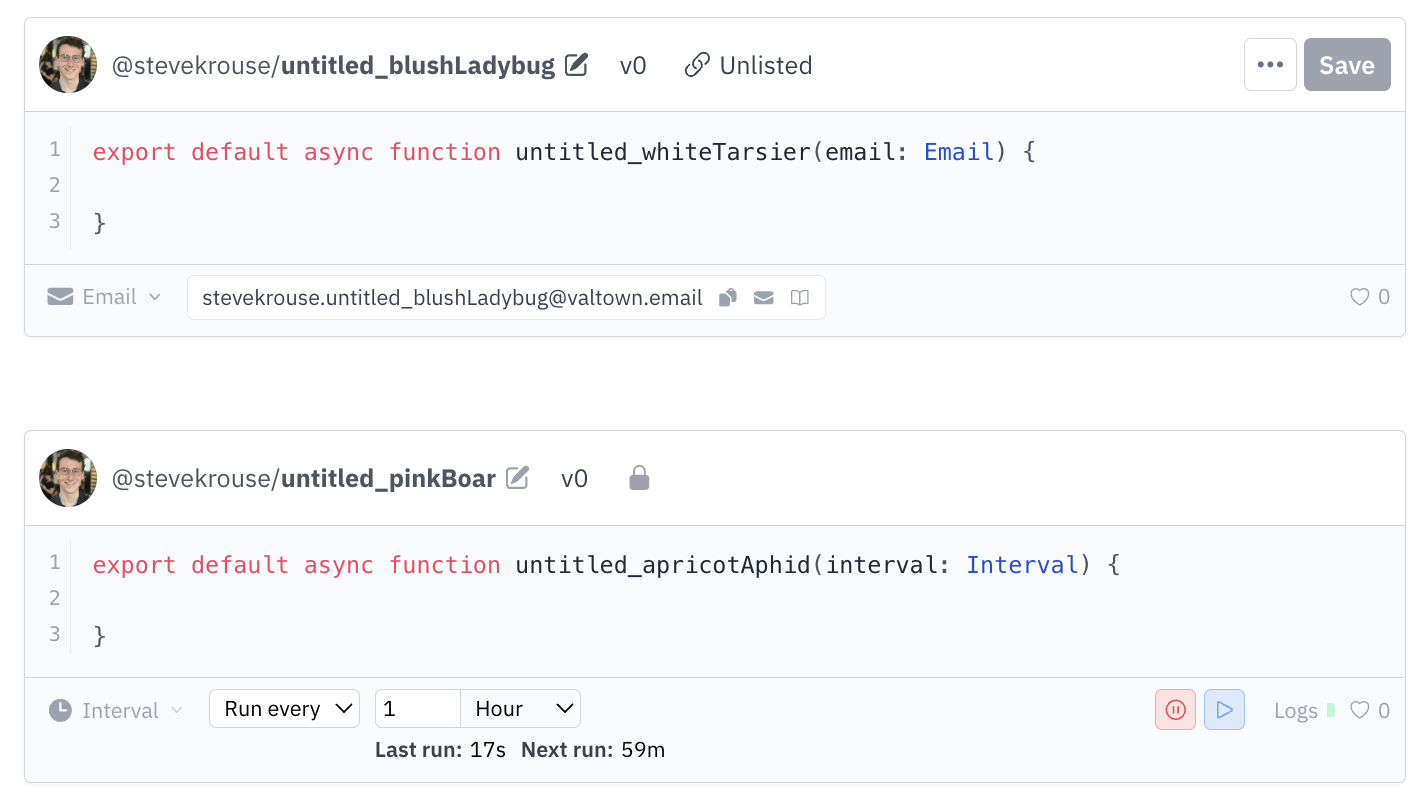 @stevekrouse/untitled_blushLadybug v0 Unlisted ••• Save
1 export default async function untitled_whiteTarsier(email: Email) {
2
3 }
Email stevekrouse.untitled_blushLadybug@valtown.email 0
@stevekrouse/untitled_pinkBoar v0
1 export default async function untitled_apricotAphid(interval: Interval) {
2
3 }
Interval Run every 1 Hour Logs 0
Last run: 17s Next run: 59m